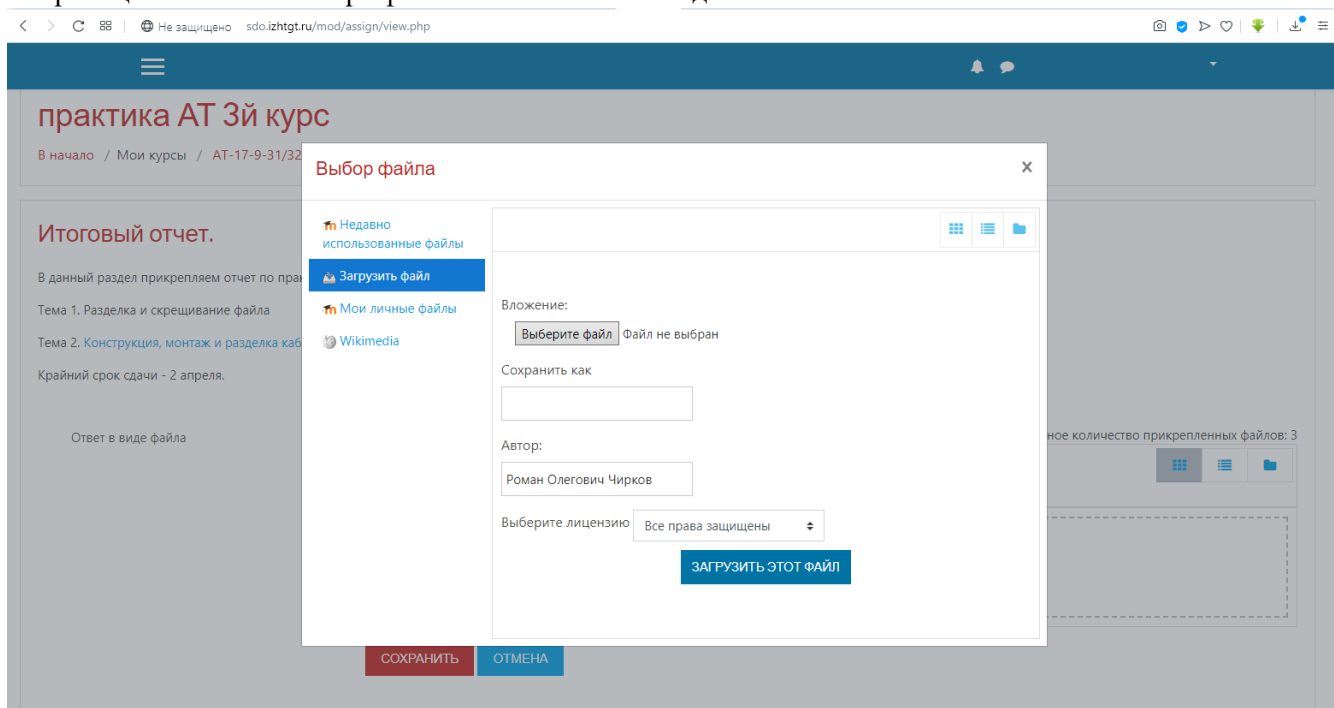 Не защищено sdo.izhtgt.ru/mod/assign/view.php
практика АТ 3й курс
В начало / Мои курсы / АТ-17-9-31/32
Выбор файла
×
Итоговый отчет.
В данный раздел прикрепляем отчет по
Тема 1. Разделка и скрещивание файла
Тема 2. Конструкция, монтаж и разделка
Крайний срок сдачи - 2 апреля.
Ответ в виде файла
Недавно
использованные файлы
Загрузить файл
Мои личные файлы
Wikimedia
Вложение:
Выберите файл Файл не выбран
Сохранить как
Автор:
Роман Олегович Чирков
Выберите лицензию Все права защищены
ЗАГРУЗИТЬ ЭТОТ ФАЙЛ
ное количество прикрепленных файлов: 3
СОХРАНИТЬ ОТМЕНА